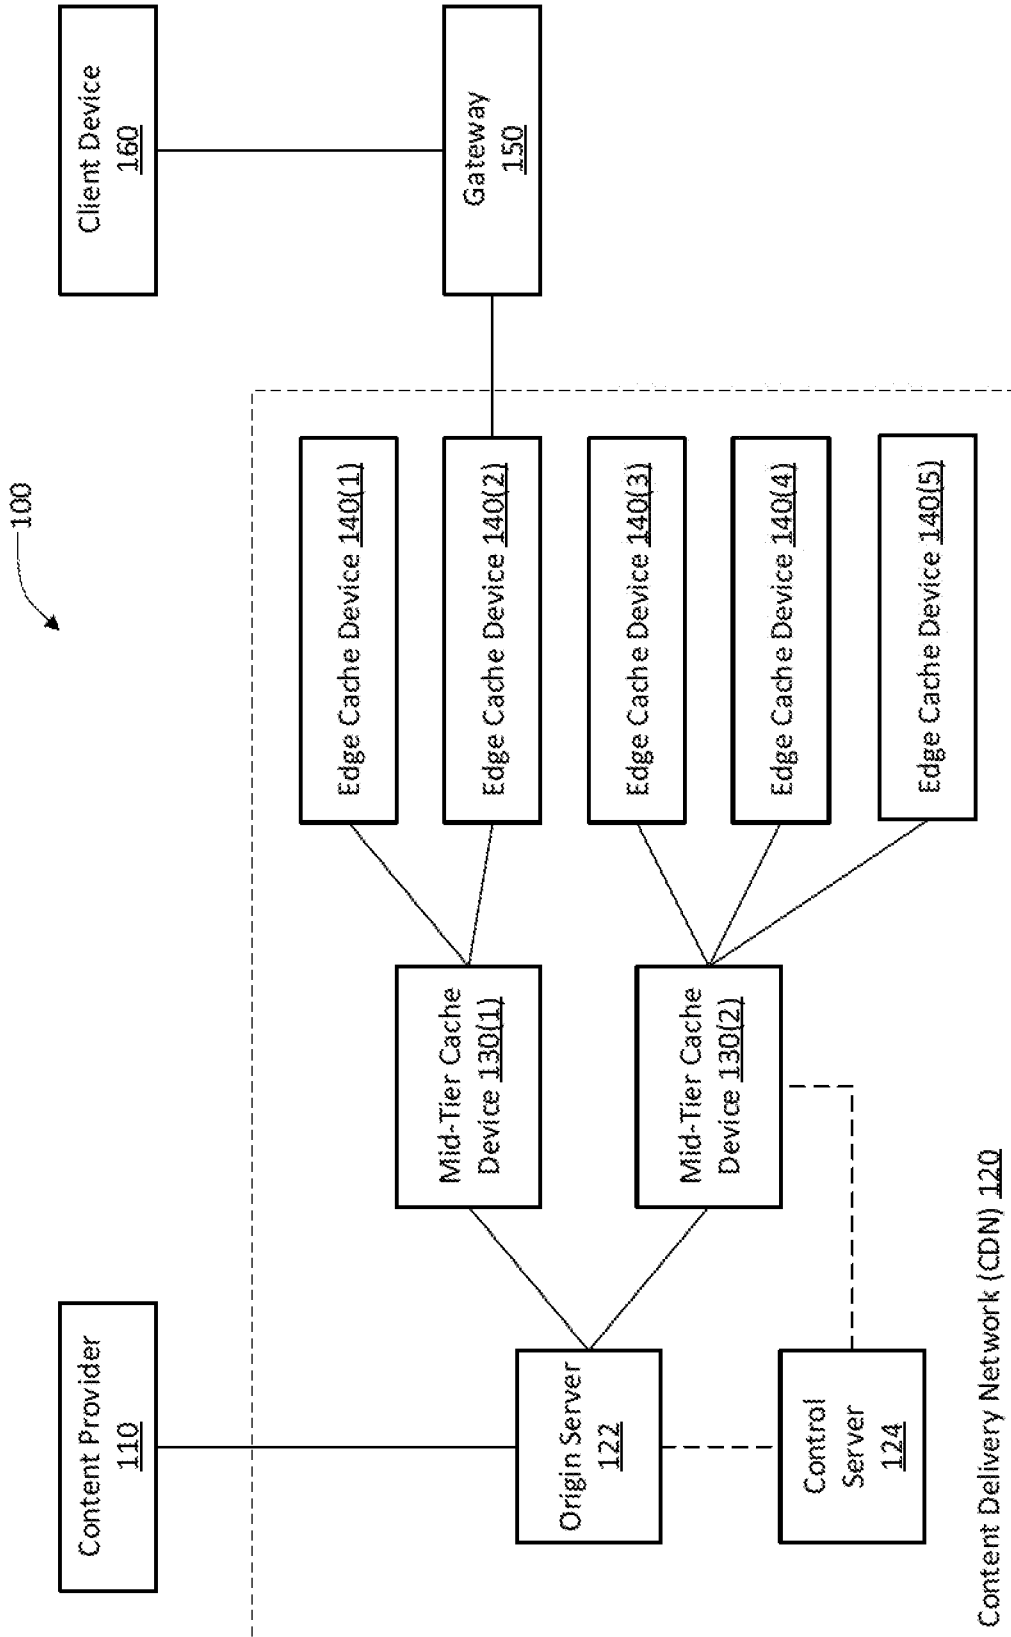 100
Content Provider
110
Client Device
160
Origin Server
122
Control
Server
124
Mid-Tier Cache
Device 130(1)
Mid-Tier Cache
Device 130(2)
Edge Cache Device 140(1)
Edge Cache Device 140(2)
Edge Cache Device 140(3)
Edge Cache Device 140(4)
Edge Cache Device 140(5)
Gateway
150
Content Delivery Network (CDN) 120